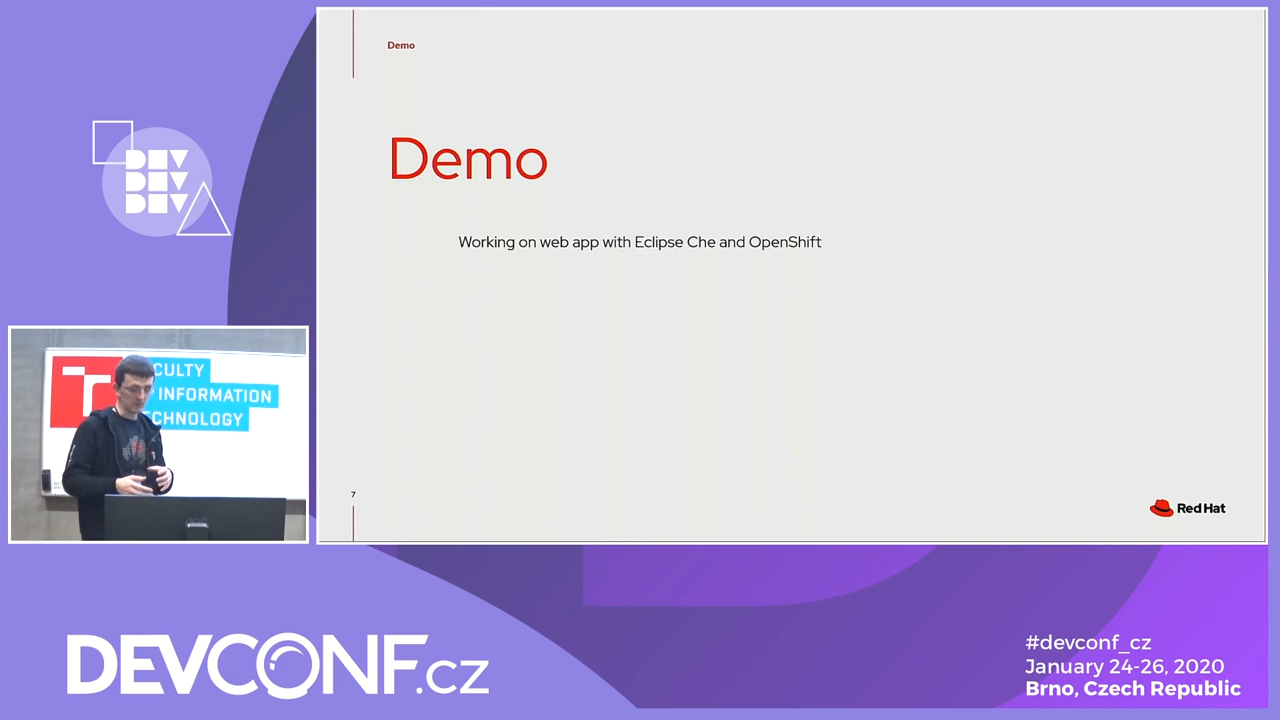 Demo
Demo
Working on web app with Eclipse Che and OpenShift
7
Red Hat
DEV
DEV
DEV
CULTY
INFORMATION
CHNOLOGY
DEVCONF.cz
#devconf_cz
January 24-26, 2020
Brno, Czech Republic